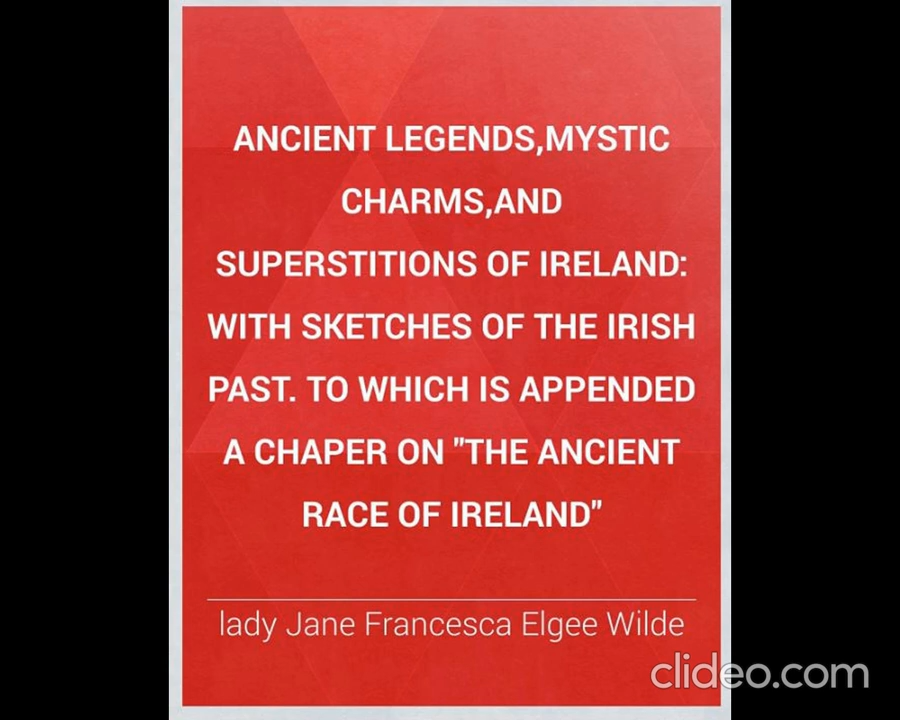 ANCIENT LEGENDS,MYSTIC
CHARMS,AND
SUPERSTITIONS OF IRELAND:
WITH SKETCHES OF THE IRISH
PAST. TO WHICH IS APPENDED
A CHAPER ON "THE ANCIENT
RACE OF IRELAND"
lady Jane Francesca Elgee Wilde
clideo.com